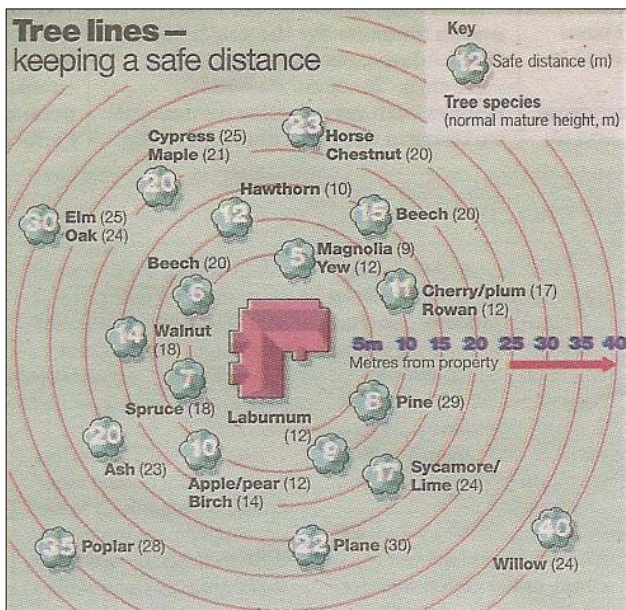 Tree lines –
keeping a safe distance
Key
12 Safe distance (m)
Tree species
(normal mature height, m)
23 Horse
Chestnut (20)
Cypress (25)
Maple (21)
20
Hawthorn (10)
12
15 Beech (20)
30 Elm (25)
Oak (24)
5 Magnolia (9)
Yew (12)
Beech (20)
6
11 Cherry/plum (17)
Rowan (12)
14 Walnut
(18)
5m 10 15 20 25 30 35 40
Metres from property
7
Spruce (18)
Laburnum
(12)
8 Pine (29)
20
Ash (23)
10
Apple/pear (12)
Birch (14)
9
17 Sycamore/
Lime (24)
35 Poplar (28)
22 Plane (30)
40
Willow (24)